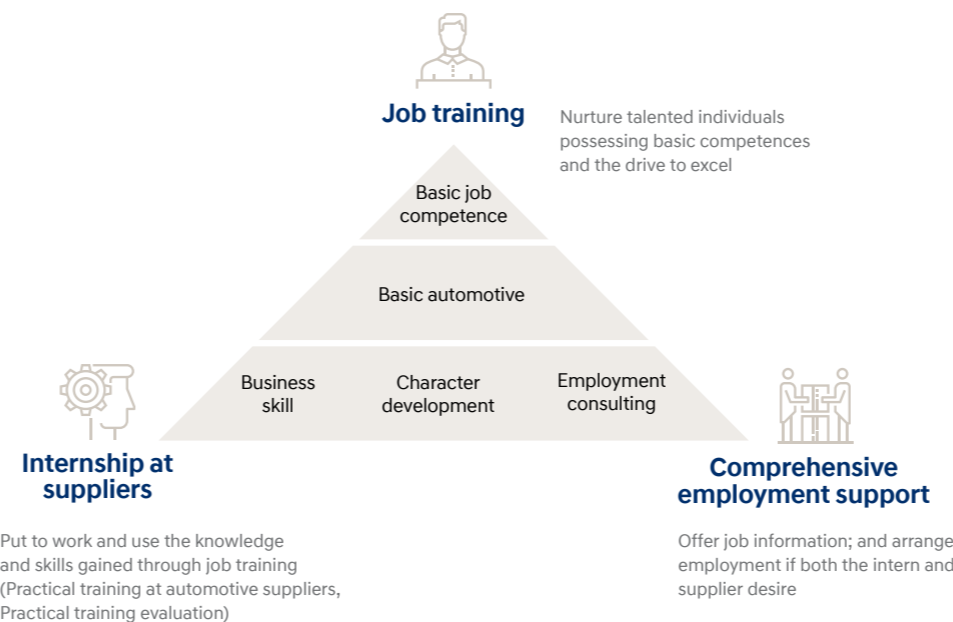 Job training
Nurture talented individuals
possessing basic competences
and the drive to excel
Basic job
competence
Basic automotive
Business
skill
Character
development
Employment
consulting
Internship at
suppliers
Put to work and use the knowledge
and skills gained through job training
(Practical training at automotive suppliers,
Practical training evaluation)
Comprehensive
employment support
Offer job information; and arrange
employment if both the intern and
supplier desire